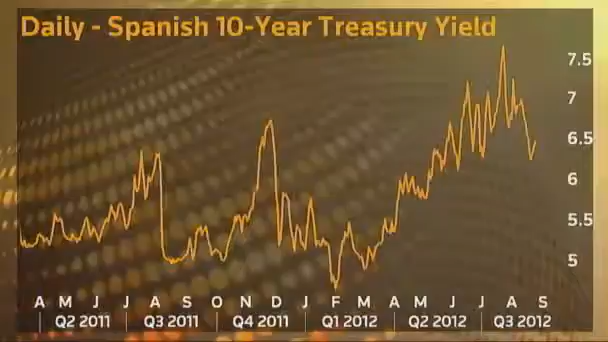 Daily - Spanish 10-Year Treasury Yield
7.5
7
6.5
6
5.5
5
A M J J A S O N D J F M A M J J A S
Q2 2011 Q3 2011 Q4 2011 Q1 2012 Q2 2012 Q3 2012